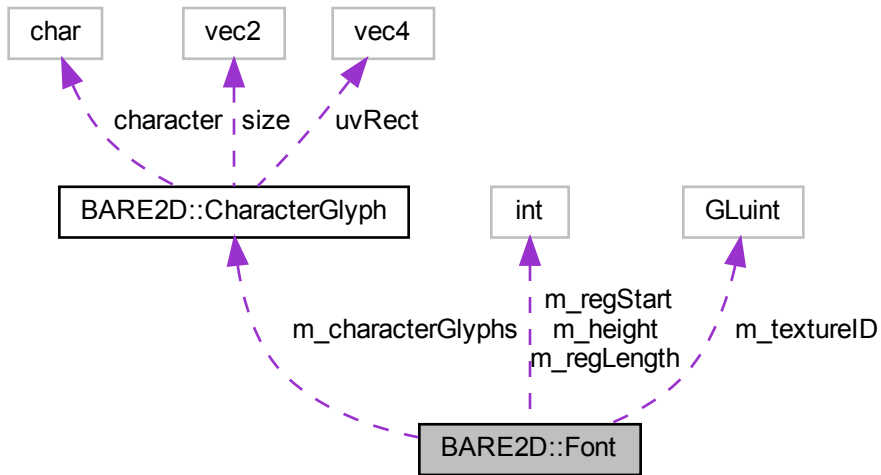 char
vec2
vec4
character
size
uvRect
BARE2D::CharacterGlyph
int
GLuint
m_characterGlyphs
m_regStart
m_height
m_regLength
m_textureID
BARE2D::Font